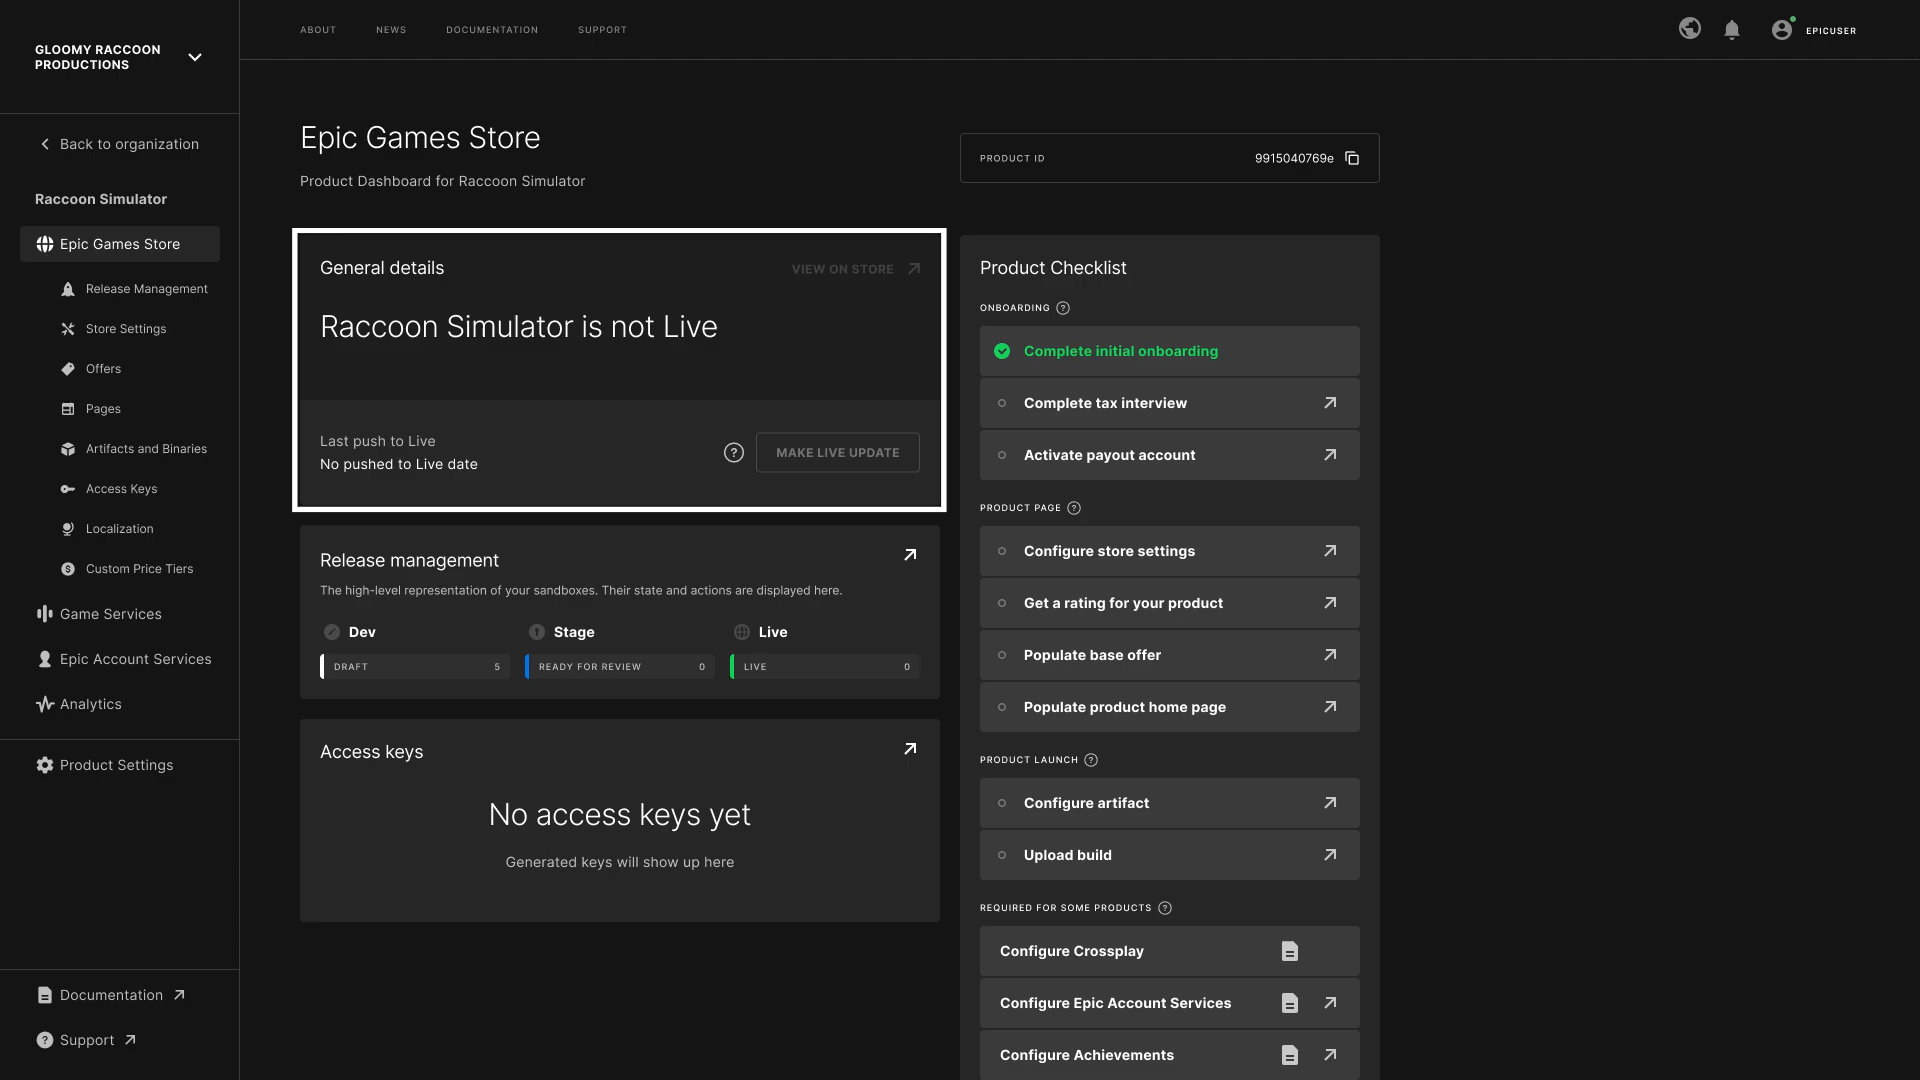 GLOOMY RACCOON
PRODUCTIONS
Back to organization
Raccoon Simulator
Epic Games Store
Release Management
Store Settings
Offers
Pages
Artifacts and Binaries
Access Keys
Localization
Custom Price Tiers
Game Services
Epic Account Services
Analytics
Product Settings
Documentation
Support
ABOUT NEWS DOCUMENTATION SUPPORT
EPICUSER
Epic Games Store
Product Dashboard for Raccoon Simulator
PRODUCT ID 9915040769e
General details VIEW ON STORE
Raccoon Simulator is not Live
Last push to Live
No pushed to Live date
? MAKE LIVE UPDATE
Release management
The high-level representation of your sandboxes. Their state and actions are displayed here.
Dev Stage Live
DRAFT 5 READY FOR REVIEW 0 LIVE 0
Access keys
No access keys yet
Generated keys will show up here
Product Checklist
ONBOARDING ?
Complete initial onboarding
Complete tax interview
Activate payout account
PRODUCT PAGE ?
Configure store settings
Get a rating for your product
Populate base offer
Populate product home page
PRODUCT LAUNCH ?
Configure artifact
Upload build
REQUIRED FOR SOME PRODUCTS ?
Configure Crossplay
Configure Epic Account Services
Configure Achievements